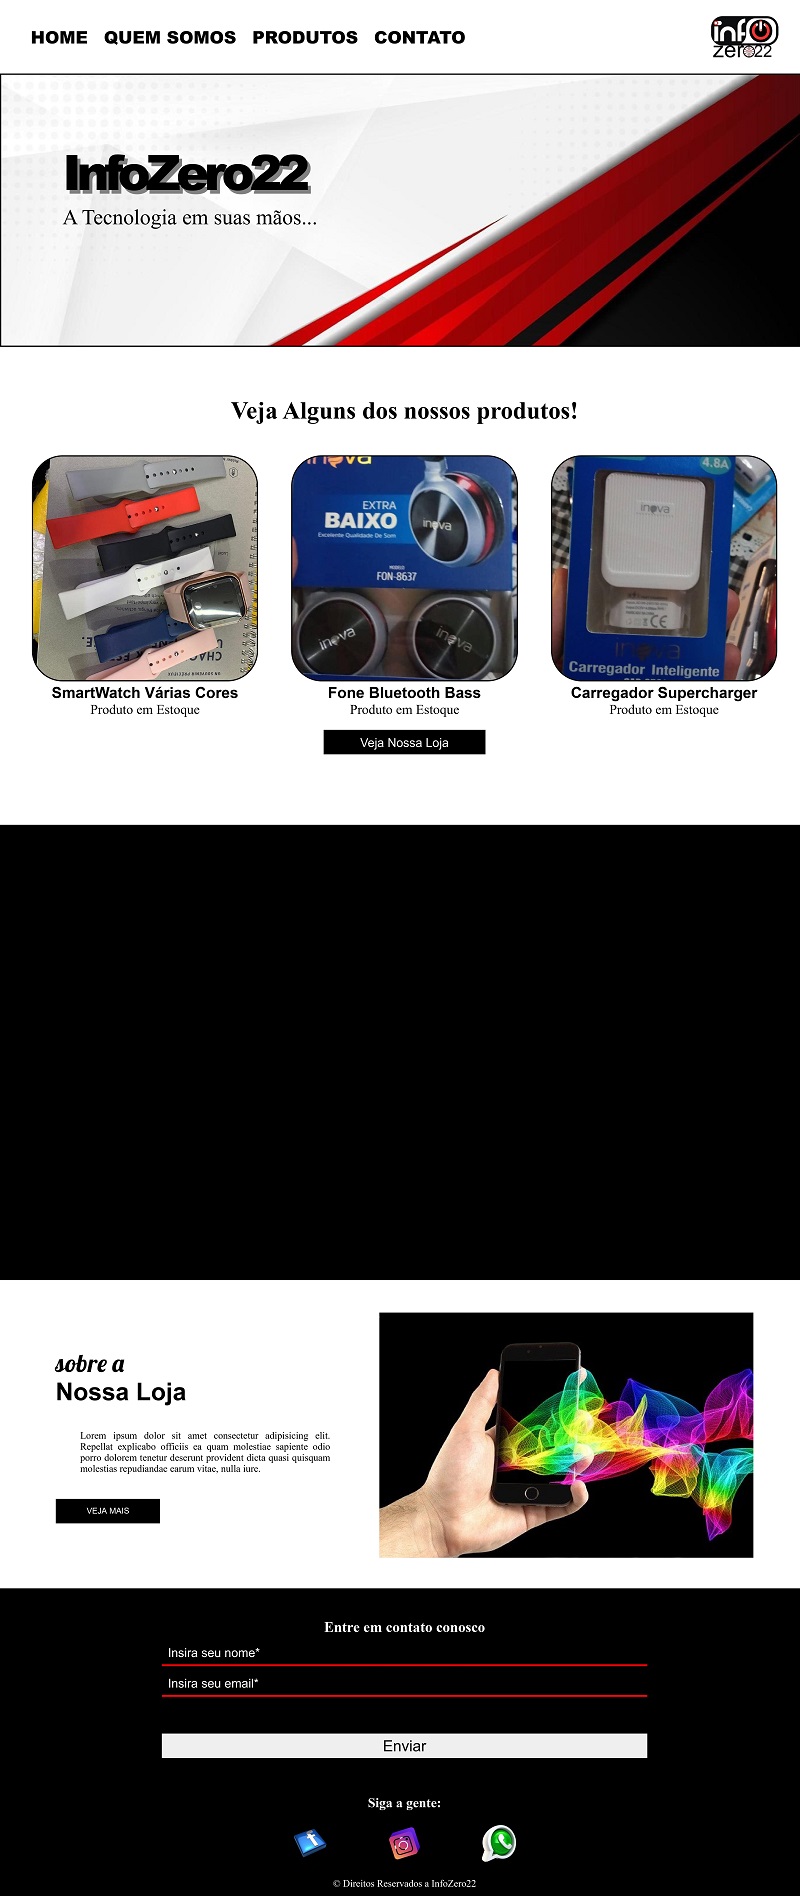 HOME QUEM SOMOS PRODUTOS CONTATO
info
zero22
InfoZero22
A Tecnologia em suas mãos...
Veja Alguns dos nossos produtos!
inova
EXTRA
BAIXO
Excelente Qualidade De Som
MODELO
FON-8637
inova
inova
inova
4.8A
inova
inova
Carregador Inteligente
SmartWatch Várias Cores
Fone Bluetooth Bass
Carregador Supercharger
Produto em Estoque
Produto em Estoque
Produto em Estoque
Veja Nossa Loja
sobre a
Nossa Loja
Lorem ipsum dolor sit amet consectetur adipisicing elit.
Repellat explicabo officiis ea quam molestiae sapiente odio
porro dolorem tenetur deserunt provident dicta quasi quisquam
molestias repudiandae earum vitae, nulla iure.
VEJA MAIS
Entre em contato conosco
Insira seu nome*
Insira seu email*
Enviar
Siga a gente:
© Direitos Reservados a InfoZero22